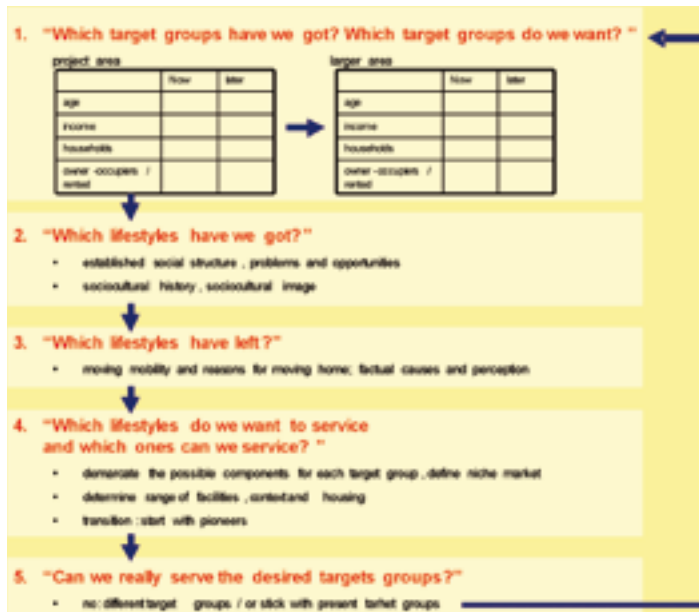 1. “Which target groups have we got? Which target groups do we want? ”
project area
larger area
Now later
Now later
age
age
income
income
households
households
owner -occupiers /
rented
owner -occupiers /
rented
2. “Which lifestyles have we got?”
• established social structure , problems and opportunities
• sociocultural history , sociocultural image
3. “Which lifestyles have left?”
• moving mobility and reasons for moving home; factual causes and perception
4. “Which lifestyles do we want to service
and which ones can we service? ”
• demarcate the possible components for each target group , define niche market
• determine range of facilities , context and housing
• transition : start with pioneers
5. “Can we really serve the desired targets groups?”
• no: different target groups / or stick with present tarhet groups